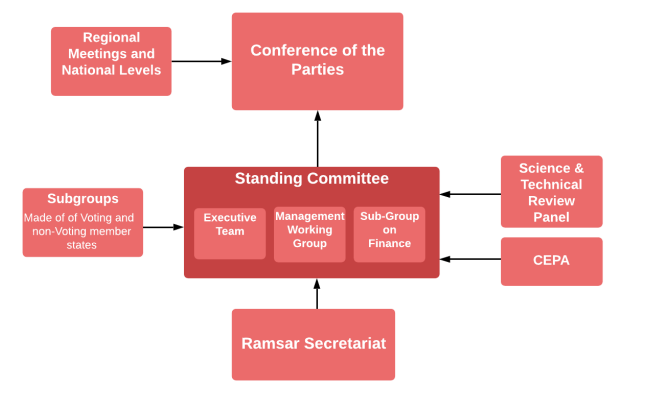 Regional
Meetings and
National Levels
Conference of the
Parties
Standing Committee
Executive
Team
Management
Working
Group
Sub-Group
on
Finance
Subgroups
Made of of Voting and
non-Voting member
states
Science &
Technical
Review
Panel
CEPA
Ramsar Secretariat